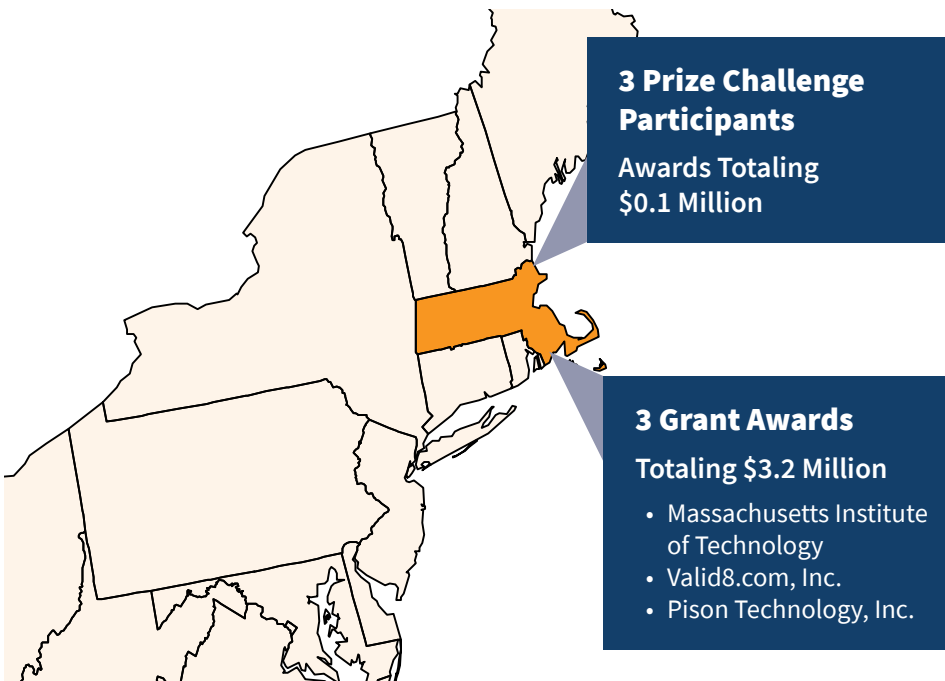 3 Prize Challenge
Participants
Awards Totaling
$0.1 Million
3 Grant Awards
Totaling $3.2 Million
• Massachusetts Institute
of Technology
• Valid8.com, Inc.
• Pison Technology, Inc.